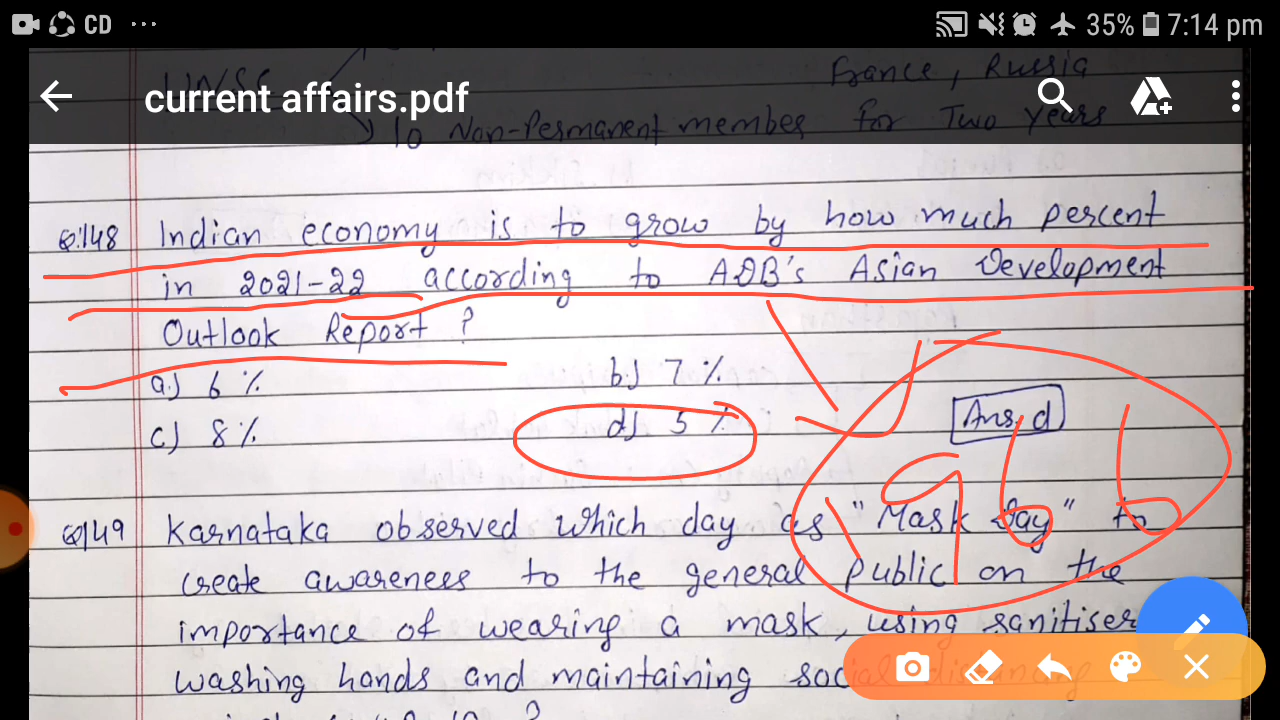 CD ... 35% 7:14 pm
France, Russia
current affairs.pdf
10 Non-Permanent member for Two Years
Q.148 Indian economy is to grow by how much percent
in 2021-22 according to ADB's Asian Development
Outlook Report ?
a.) 6 % b.) 7 %
c.) 8 % d.) 5 % Ans. d
1966
Q.149 Karnataka observed which day as "Mask Day" to
create awareness to the general public on the
importance of wearing a mask, using sanitiser
washing hands and maintaining social distancing